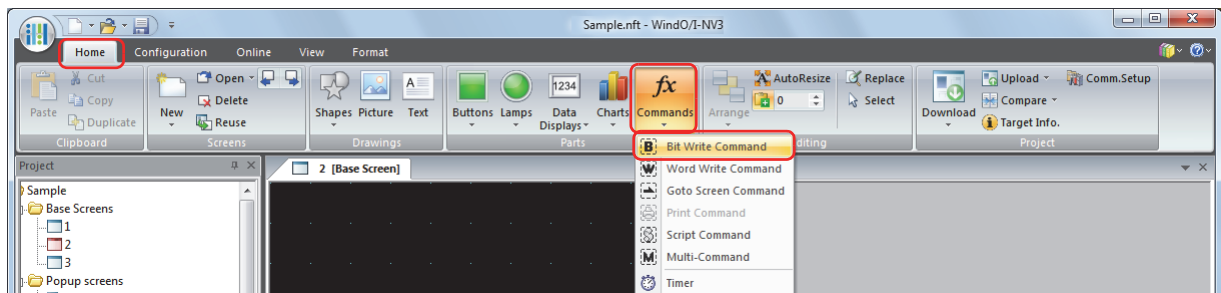 Sample.nft - WindO/I-NV3
Home Configuration Online View Format
Cut Open AutoResize Replace Upload Comm.Setup
Copy Delete 0 Select Compare
Paste Duplicate New Reuse Shapes Picture Text Buttons Lamps Data Displays Charts Commands Arrange Download Target Info.
Clipboard Screens Drawings Parts diting Project
Bit Write Command
Project 2 [Base Screen] Word Write Command
Sample Goto Screen Command
Base Screens Print Command
1 Script Command
2 Multi-Command
3 Timer
Popup screens